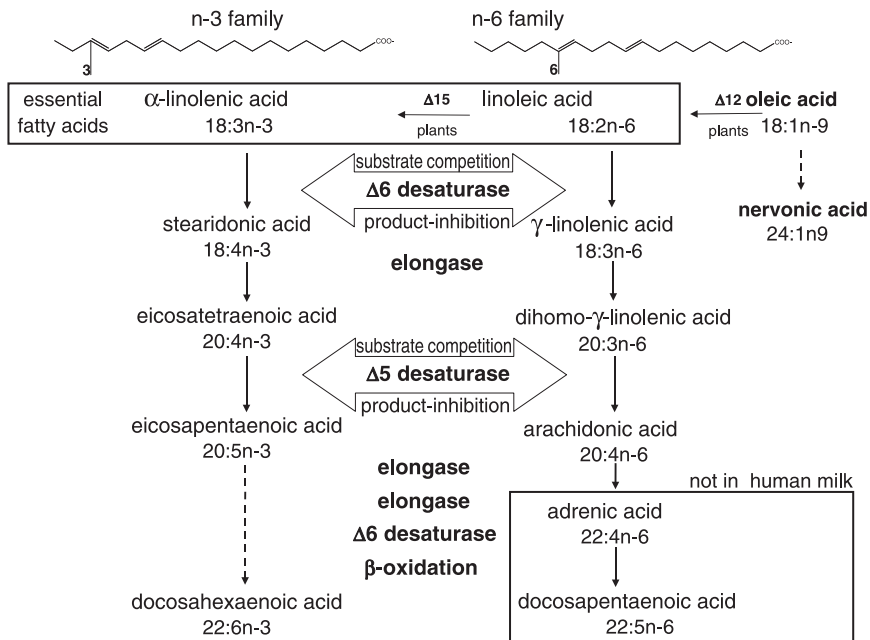 n-3 family
n-6 family
COO-
COO-
3
6
essential
fatty acids
α-linolenic acid
18:3n-3
Δ15
plants
linoleic acid
18:2n-6
Δ12
plants
oleic acid
18:1n-9
substrate competition
Δ6 desaturase
product-inhibition
nervonic acid
24:1n9
stearidonic acid
18:4n-3
γ-linolenic acid
18:3n-6
elongase
eicosatetraenoic acid
20:4n-3
dihomo-γ-linolenic acid
20:3n-6
substrate competition
Δ5 desaturase
product-inhibition
eicosapentaenoic acid
20:5n-3
arachidonic acid
20:4n-6
elongase
elongase
Δ6 desaturase
β-oxidation
not in human milk
adrenic acid
22:4n-6
docosahexaenoic acid
22:6n-3
docosapentaenoic acid
22:5n-6